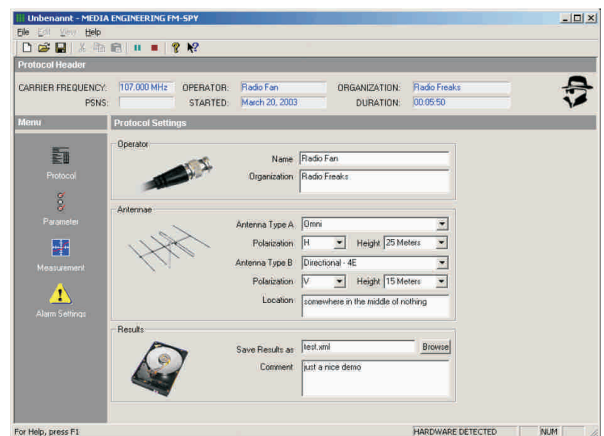 Unbenannt - MEDIA ENGINEERING FM-SPY
File Edit View Help
Protocol Header
CARRIER FREQUENCY: 107.000 MHz OPERATOR: Radio Fan ORGANIZATION: Radio Freaks
PSNS: STARTED: March 20, 2003 DURATION: 00:05:50
Menu Protocol Settings
Protocol
Parameter
Measurement
Alarm Settings
Operator
Name Radio Fan
Organization Radio Freaks
Antennae
Antenna Type A Omni
Polarization H Height 25 Meters
Antenna Type B Directional - 4E
Polarization V Height 15 Meters
Location somewhere in the middle of nothing
Results
Save Results as test.xml Browse
Comment just a nice demo
For Help, press F1 HARDWARE DETECTED NUM